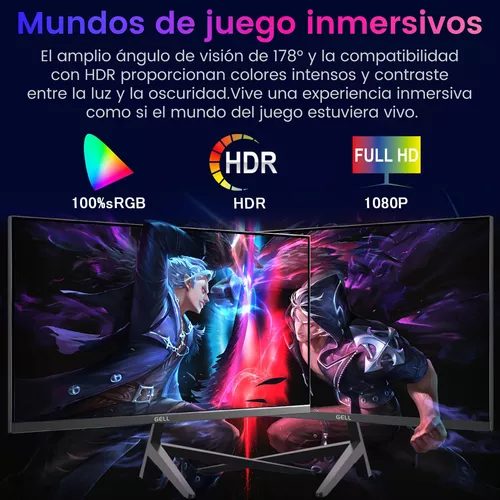 Mundos de juego inmersivos
El amplio ángulo de visión de 178° y la compatibilidad
con HDR proporcionan colores intensos y contraste
entre la luz y la oscuridad.Vive una experiencia inmersiva
como si el mundo del juego estuviera vivo.
HDR
FULL HD
100%sRGB
HDR
1080P
GELL
GELL